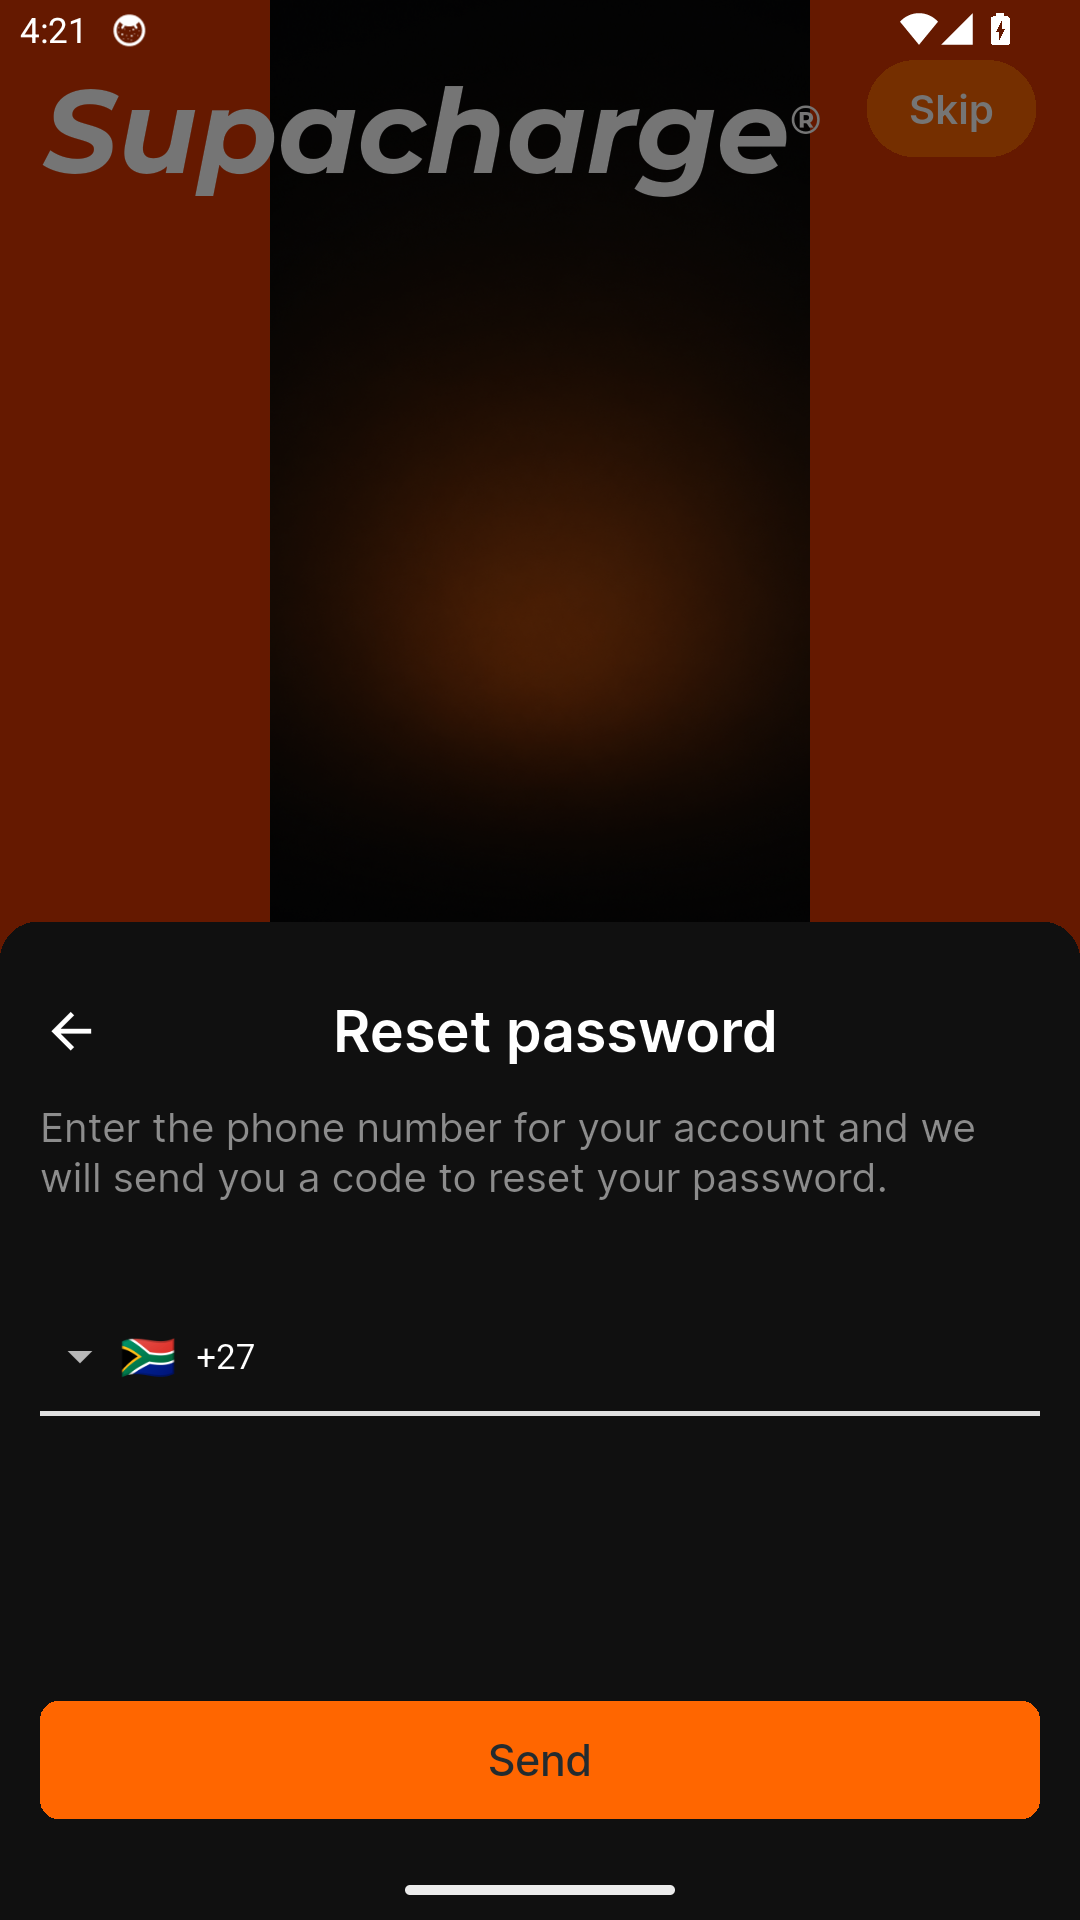 4:21
Supacharge®
Skip
Reset password
Enter the phone number for your account and we
will send you a code to reset your password.
+27
Send